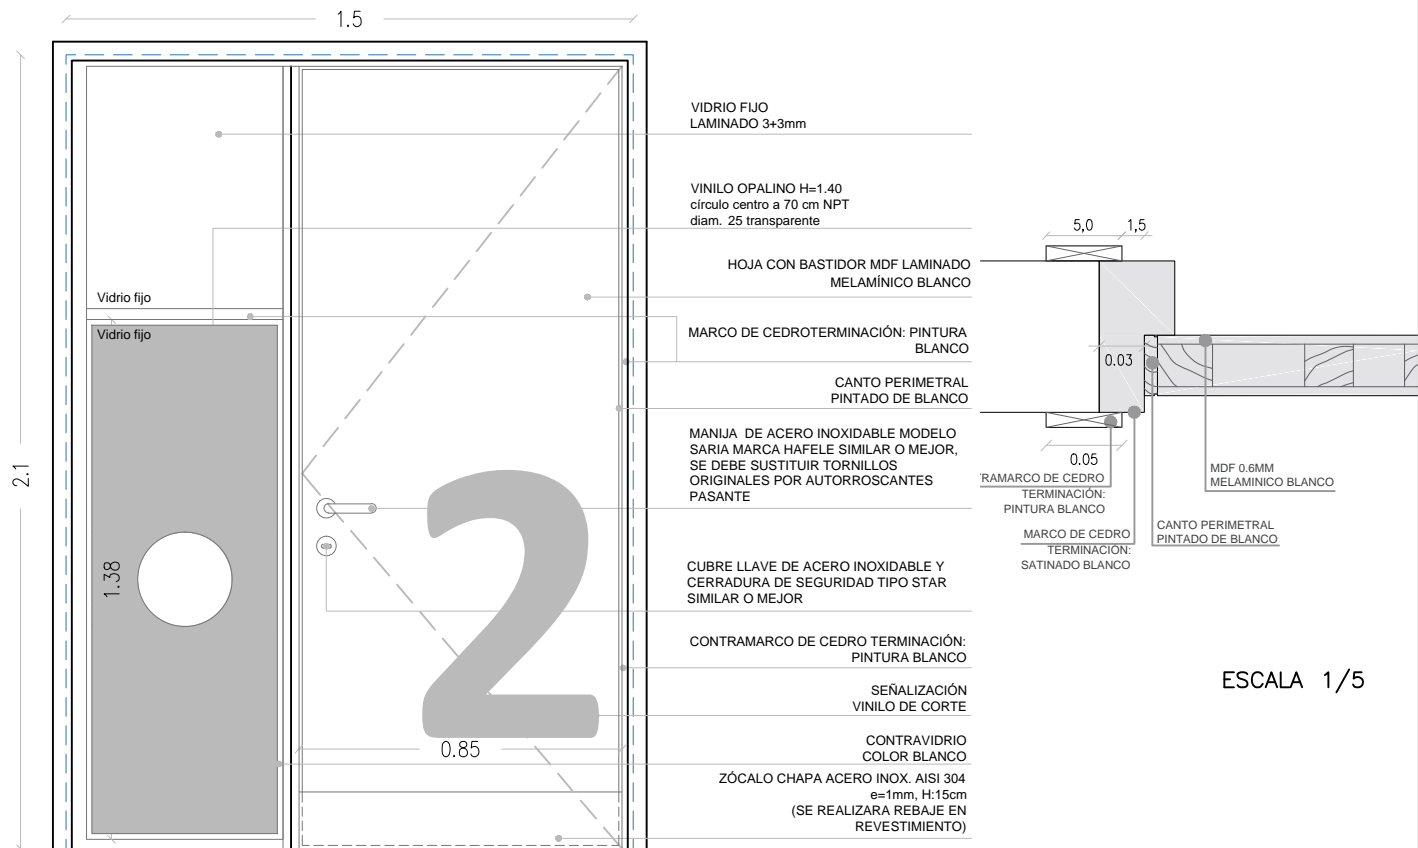 1.5
2.1
Vidrio fijo
Vidrio fijo
1.38
2
0.85
VIDRIO FIJO
LAMINADO 3+3mm
VINILO OPALINO H=1.40
círculo centro a 70 cm NPT
diam. 25 transparente
HOJA CON BASTIDOR MDF LAMINADO
MELAMÍNICO BLANCO
MARCO DE CEDROTERMINACIÓN: PINTURA
BLANCO
CANTO PERIMETRAL
PINTADO DE BLANCO
MANIJA DE ACERO INOXIDABLE MODELO
SARIA MARCA HAFELE SIMILAR O MEJOR,
SE DEBE SUSTITUIR TORNILLOS
ORIGINALES POR AUTORROSCANTES
PASANTE
CUBRE LLAVE DE ACERO INOXIDABLE Y
CERRADURA DE SEGURIDAD TIPO STAR
SIMILAR O MEJOR
CONTRAMARCO DE CEDRO TERMINACIÓN:
PINTURA BLANCO
SEÑALIZACIÓN
VINILO DE CORTE
CONTRAVIDRIO
COLOR BLANCO
ZÓCALO CHAPA ACERO INOX. AISI 304
e=1mm, H:15cm
(SE REALIZARA REBAJE EN
REVESTIMIENTO)
5,0
1,5
0.03
0.05
TRAMARCO DE CEDRO
TERMINACIÓN:
PINTURA BLANCO
MARCO DE CEDRO
TERMINACIÓN:
SATINADO BLANCO
MDF 0.6MM
MELAMINICO BLANCO
CANTO PERIMETRAL
PINTADO DE BLANCO
ESCALA 1/5